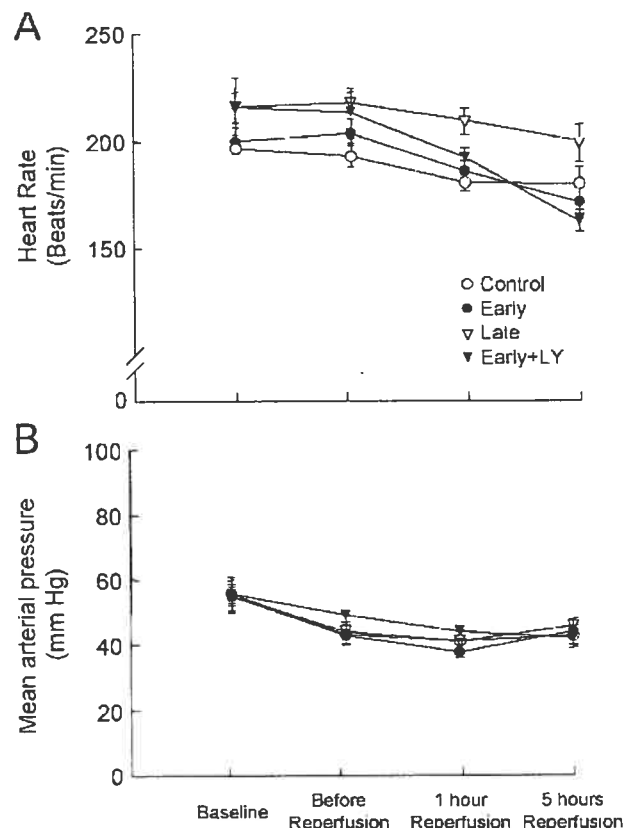 A
250
200
150
0
Heart Rate
(Beats/min)
Control
Early
Late
Early+LY
B
100
80
60
40
20
0
Mean arterial pressure
(mm Hg)
Baseline
Before
Reperfusion
1 hour
Reperfusion
5 hours
Reperfusion